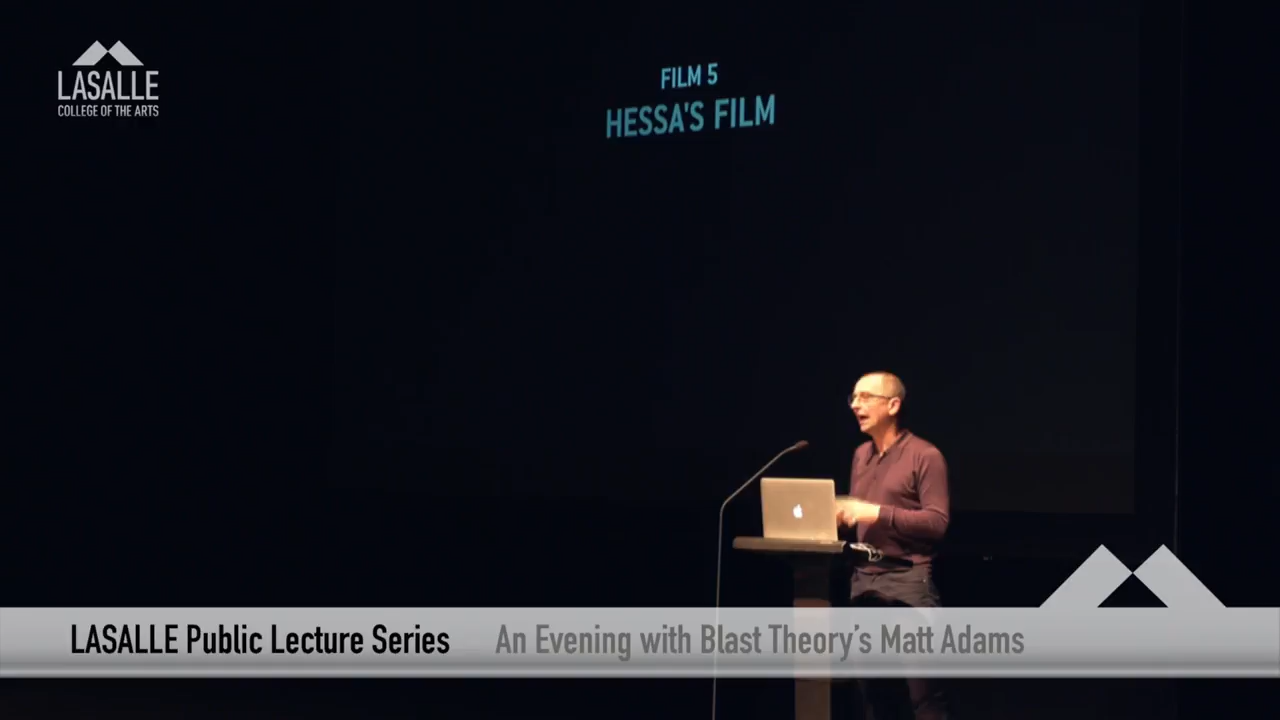 LASALLE
COLLEGE OF THE ARTS
FILM 5
HESSA'S FILM
LASALLE Public Lecture Series
An Evening with Blast Theory's Matt Adams